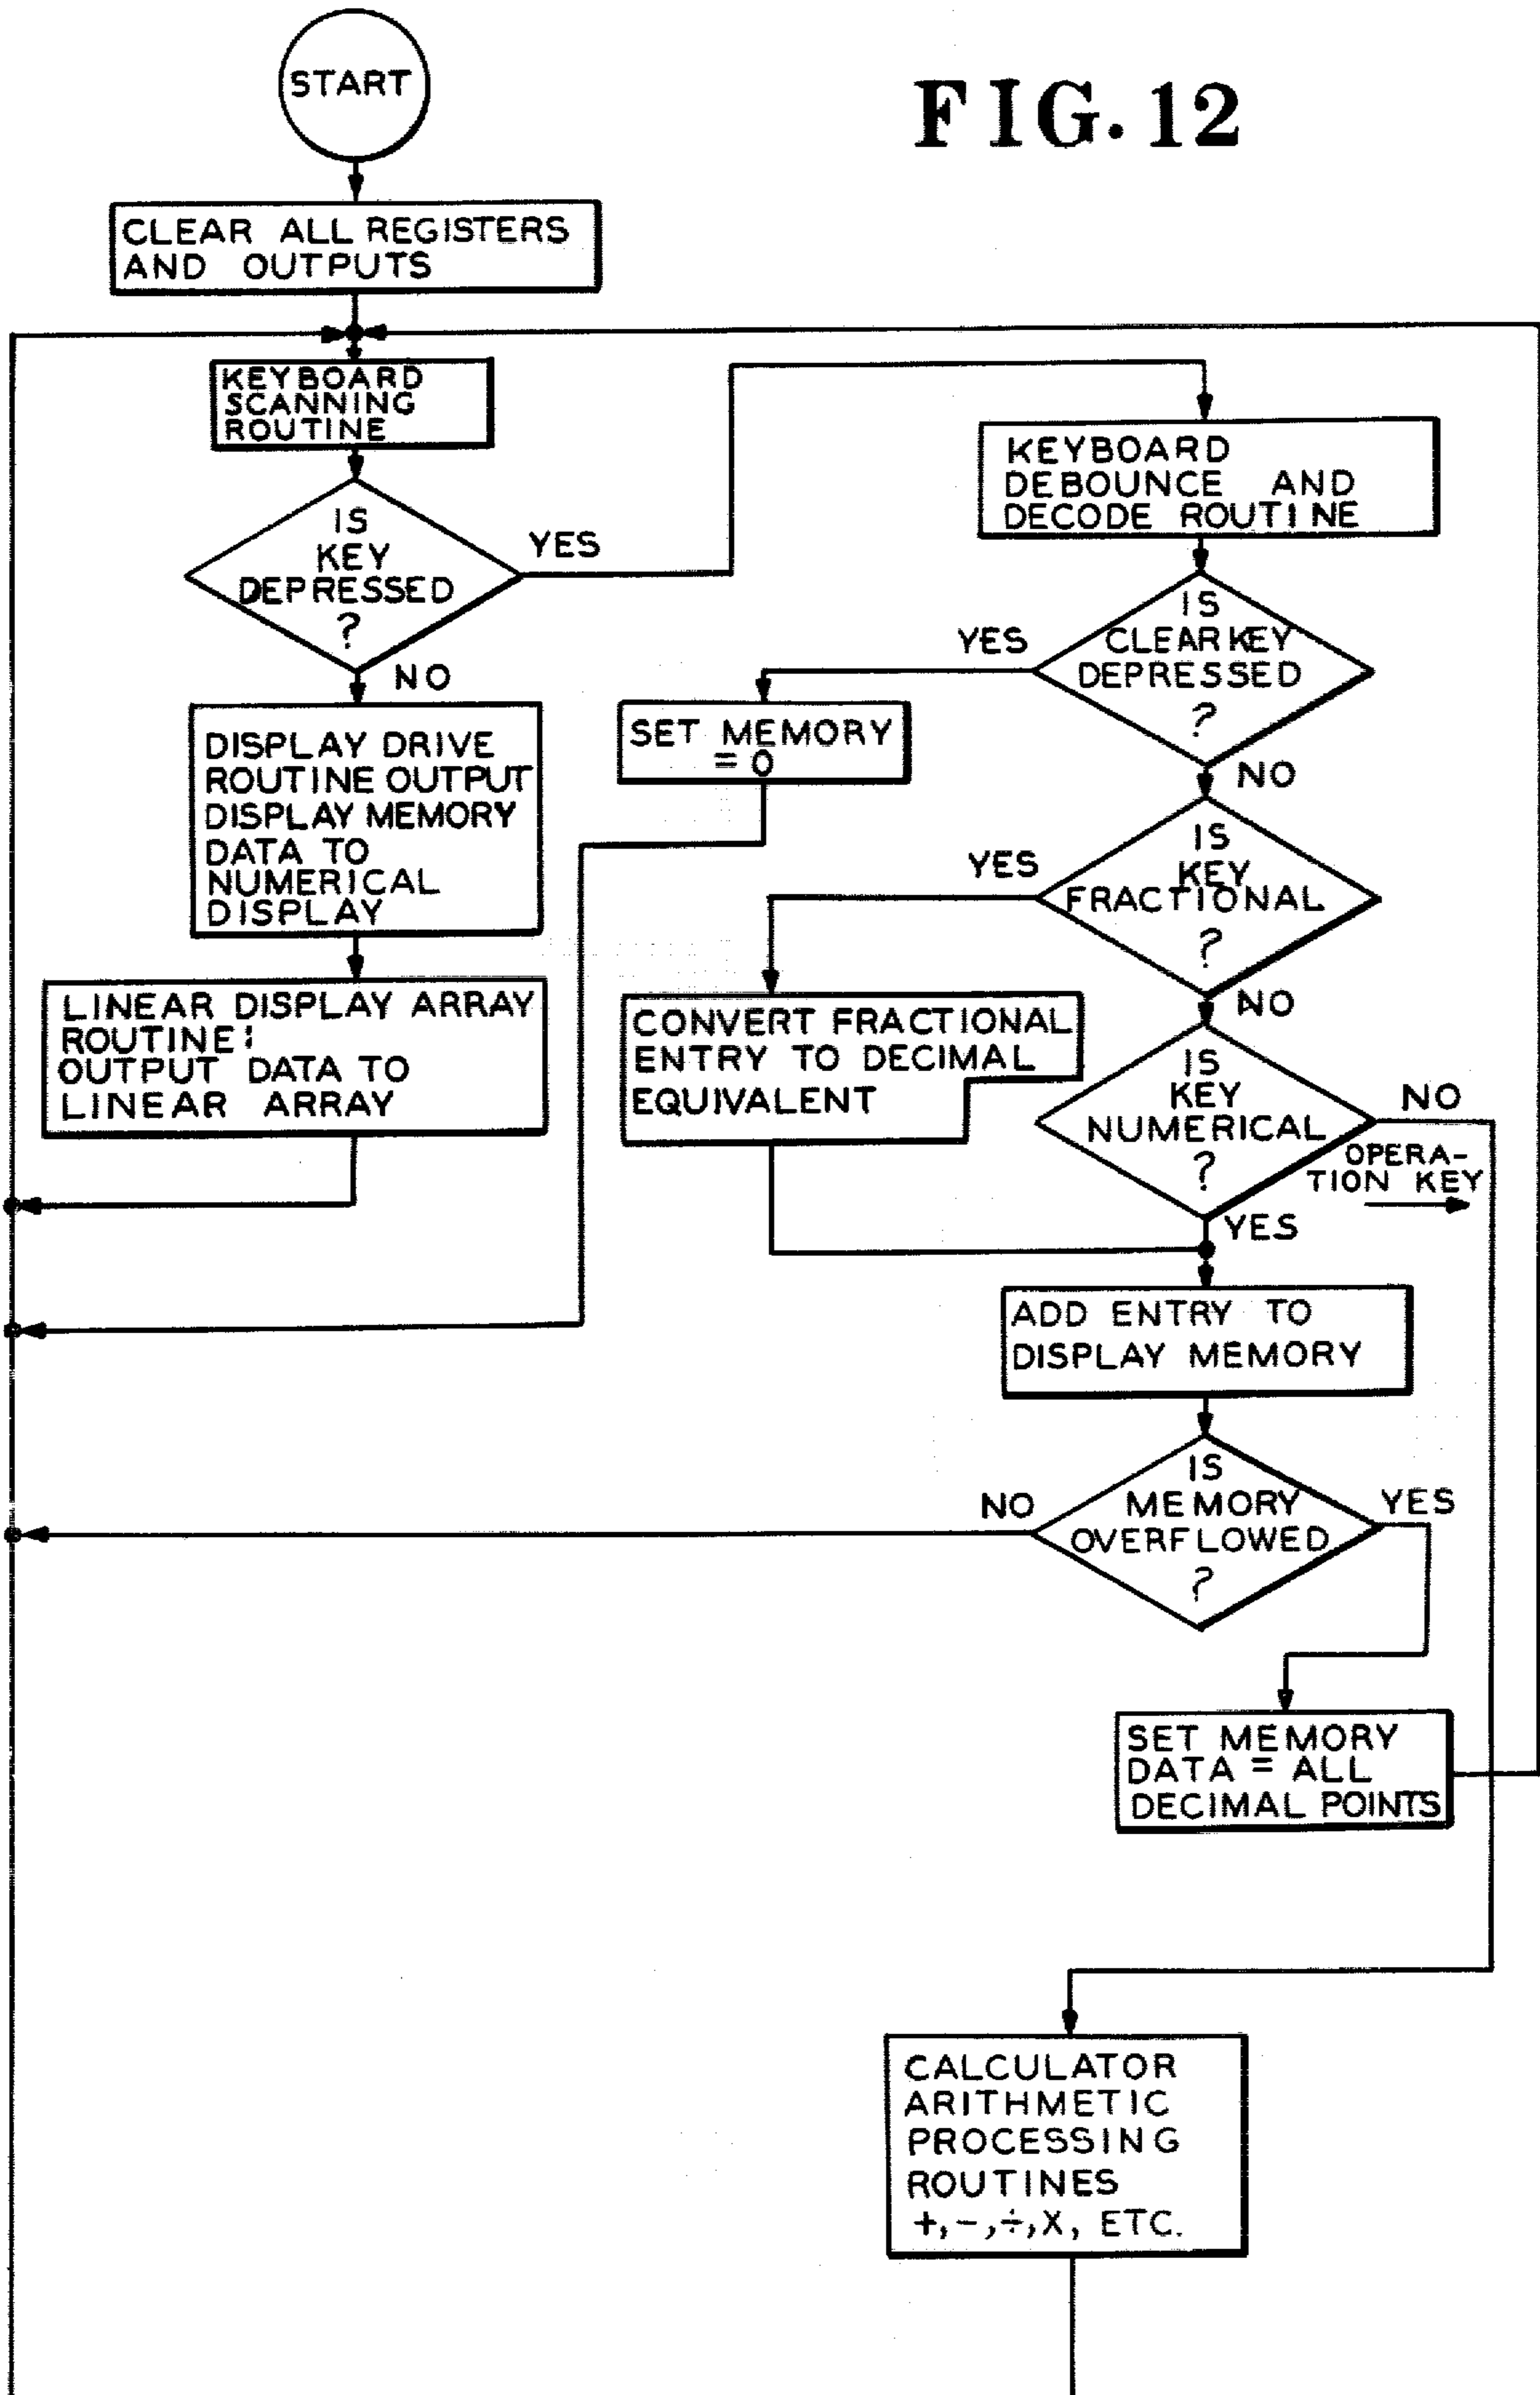 START
FIG. 12
CLEAR ALL REGISTERS
AND OUTPUTS
KEYBOARD
SCANNING
ROUTINE
IS
KEY
DEPRESSED
?
YES
NO
DISPLAY DRIVE
ROUTINE OUTPUT
DISPLAY MEMORY
DATA TO
NUMERICAL
DISPLAY
LINEAR DISPLAY ARRAY
ROUTINE:
OUTPUT DATA TO
LINEAR ARRAY
KEYBOARD
DEBOUNCE AND
DECODE ROUTINE
IS
CLEAR KEY
DEPRESSED
?
YES
SET MEMORY
= 0
NO
IS
KEY
FRACTIONAL
?
YES
CONVERT FRACTIONAL
ENTRY TO DECIMAL
EQUIVALENT
NO
IS
KEY
NUMERICAL
?
NO
OPERA-
TION KEY
YES
ADD ENTRY TO
DISPLAY MEMORY
IS
MEMORY
OVERFLOWED
?
NO
YES
SET MEMORY
DATA = ALL
DECIMAL POINTS
CALCULATOR
ARITHMETIC
PROCESSING
ROUTINES
+, -, ÷, X, ETC.